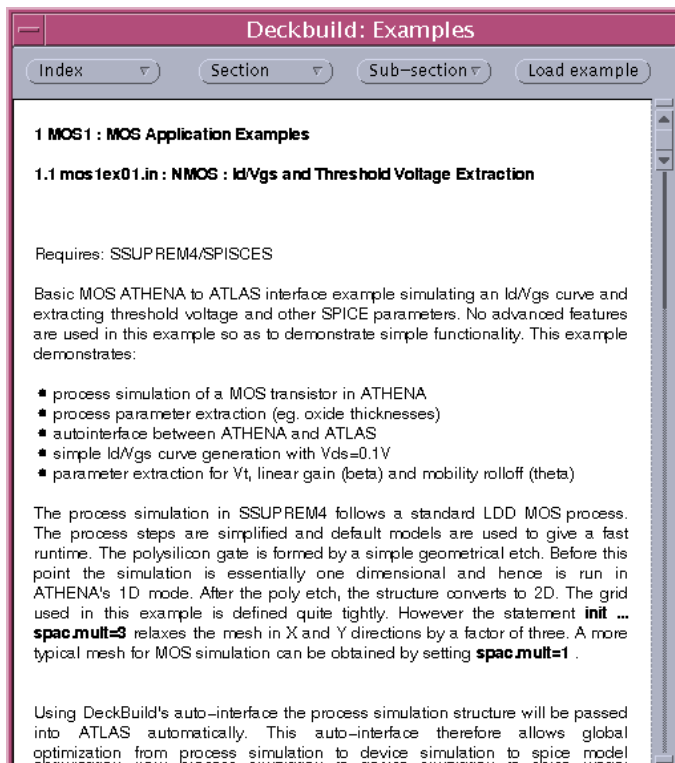 Deckbuild: Examples
Index
Section
Sub-section
Load example
1 MOS1 : MOS Application Examples
1.1 mos1ex01.in : NMOS : Id/Vgs and Threshold Voltage Extraction
Requires: SSUPREM4/SPISCES
Basic MOS ATHENA to ATLAS interface example simulating an Id/Vgs curve and
extracting threshold voltage and other SPICE parameters. No advanced features
are used in this example so as to demonstrate simple functionality. This example
demonstrates:
• process simulation of a MOS transistor in ATHENA
• process parameter extraction (eg. oxide thicknesses)
• autointerface between ATHENA and ATLAS
• simple Id/Vgs curve generation with Vds=0.1V
• parameter extraction for Vt, linear gain (beta) and mobility rolloff (theta)
The process simulation in SSUPREM4 follows a standard LDD MOS process.
The process steps are simplified and default models are used to give a fast
runtime. The polysilicon gate is formed by a simple geometrical etch. Before this
point the simulation is essentially one dimensional and hence is run in
ATHENA's 1D mode. After the poly etch, the structure converts to 2D. The grid
used in this example is defined quite tightly. However the statement init ...
spac.mult=3 relaxes the mesh in X and Y directions by a factor of three. A more
typical mesh for MOS simulation can be obtained by setting spac.mult=1 .
Using DeckBuild's auto-interface the process simulation structure will be passed
into ATLAS automatically. This auto-interface therefore allows global
optimization from process simulation to device simulation to spice model